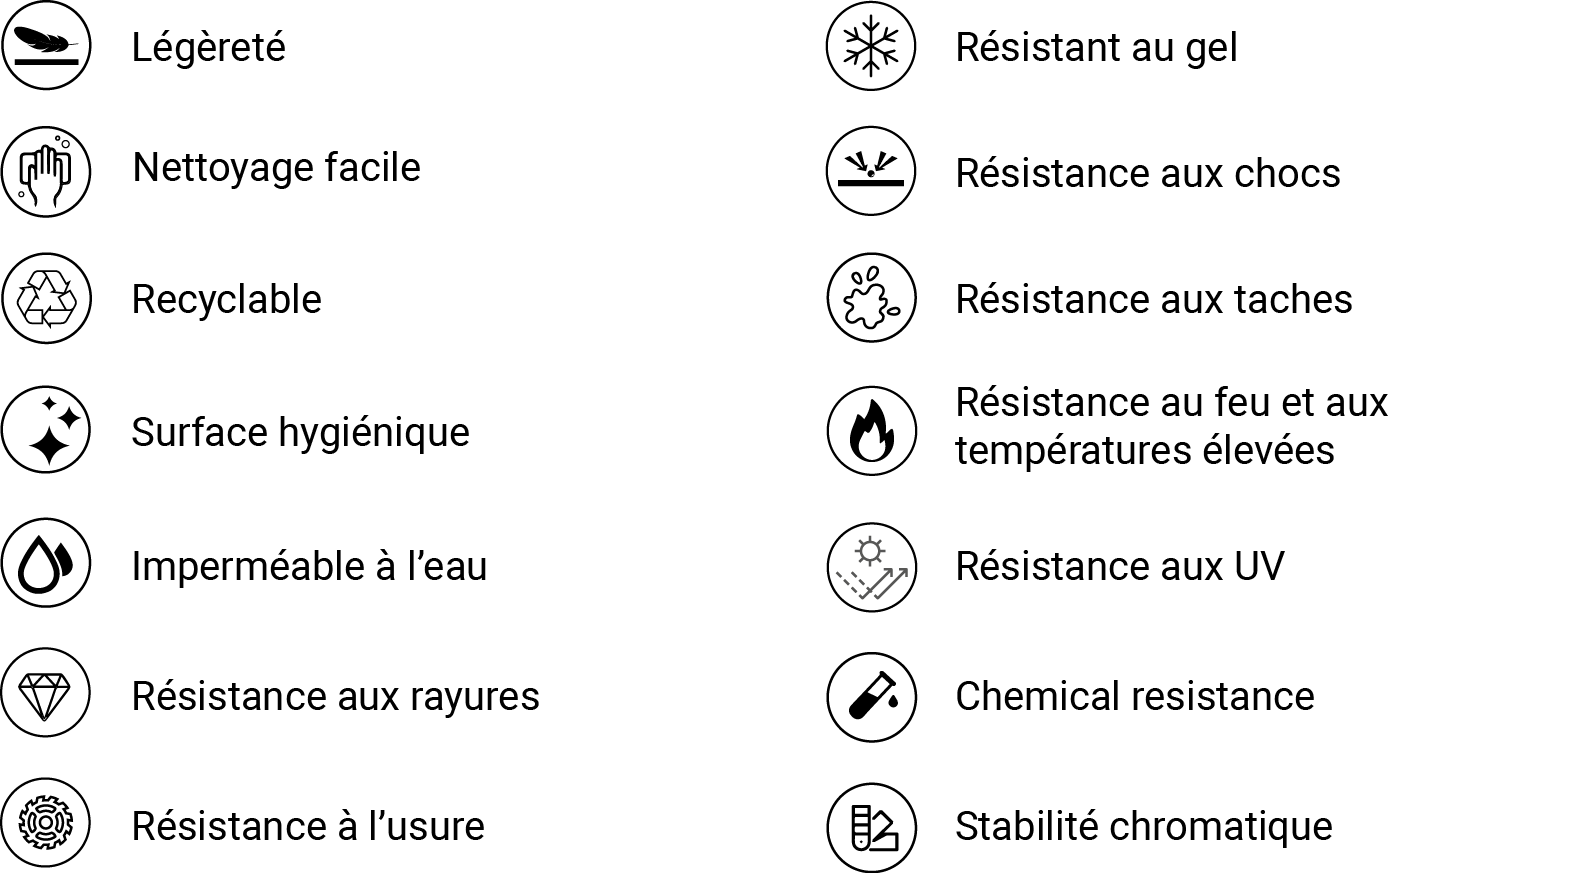 Légèreté
Nettoyage facile
Recyclable
Surface hygiénique
Imperméable à l’eau
Résistance aux rayures
Résistance à l’usure
Résistant au gel
Résistance aux chocs
Résistance aux taches
Résistance au feu et aux
températures élevées
Résistance aux UV
Chemical resistance
Stabilité chromatique